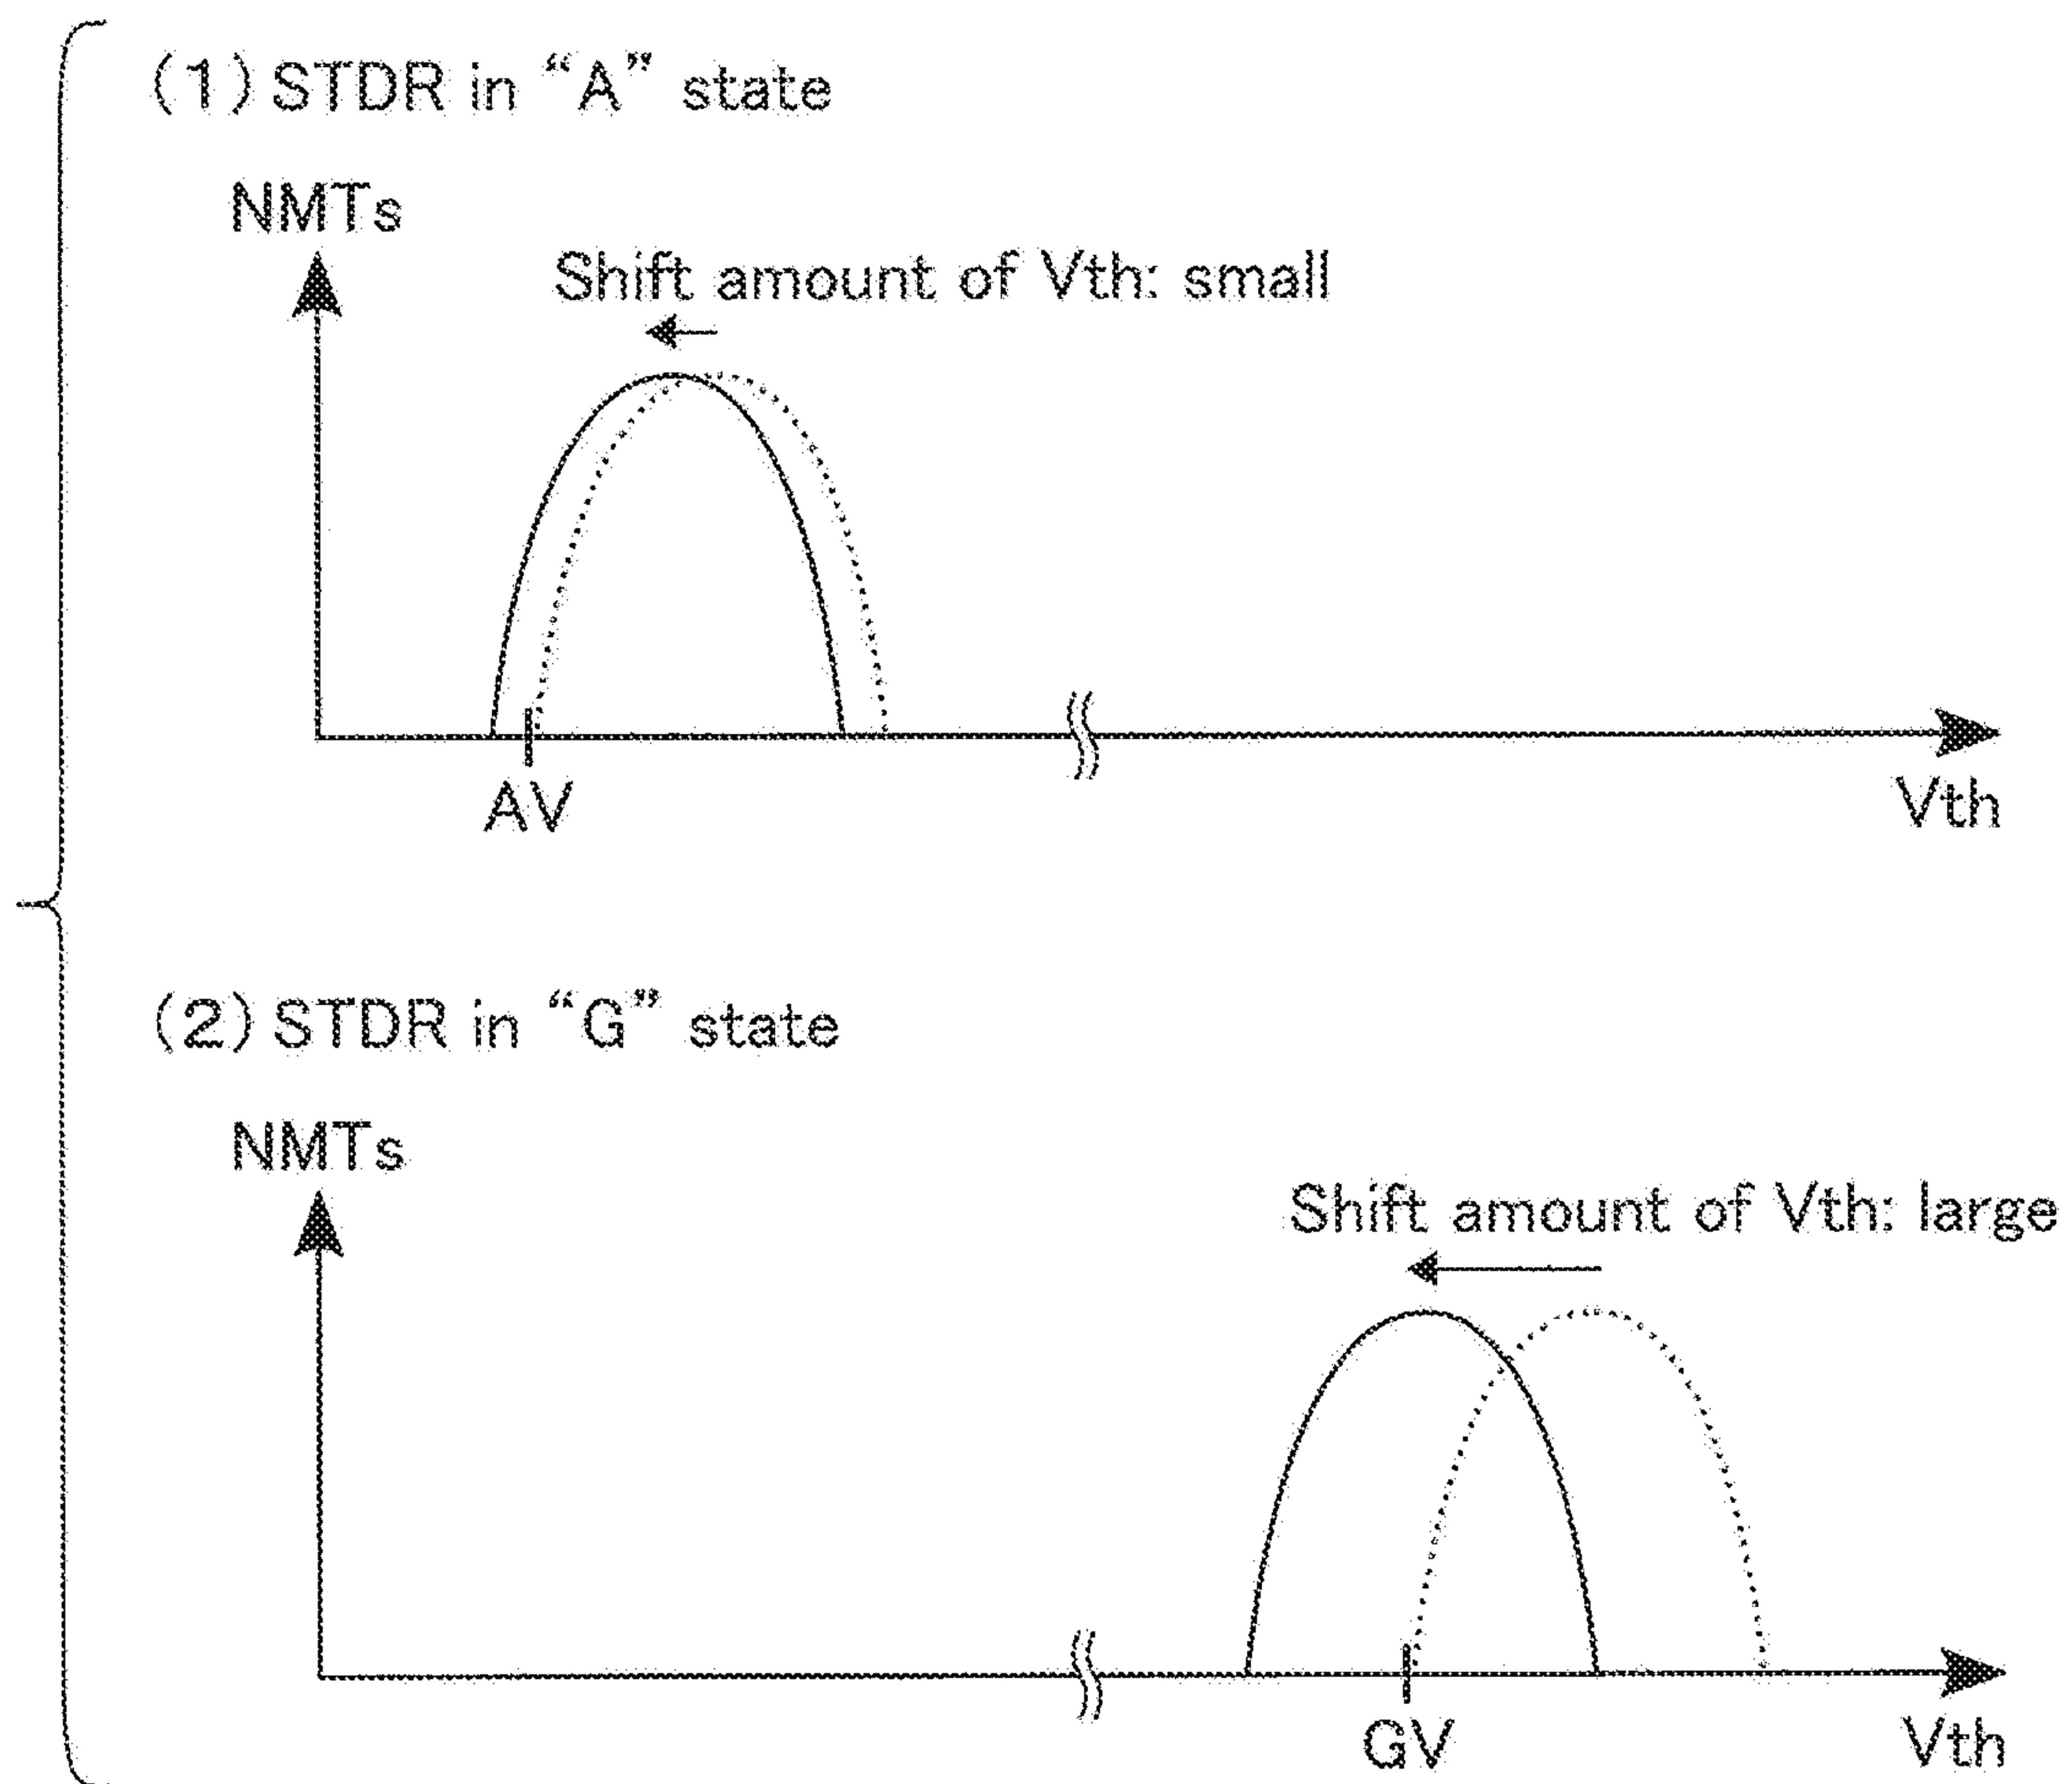 (1) STDR in “A” state
NMTs
Shift amount of Vth: small
AV
Vth
(2) STDR in “G” state
NMTs
Shift amount of Vth: large
GV
Vth